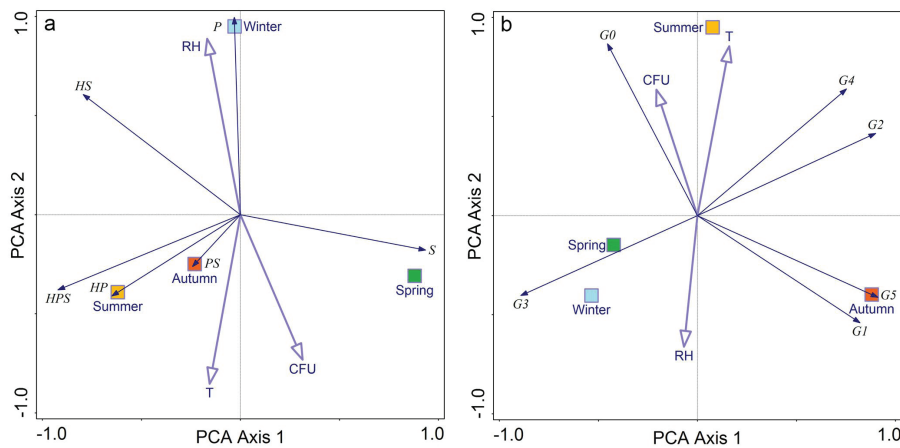 a
1.0
P
Winter
RH
HS
PCA Axis 2
S
PS
Autumn
Spring
HP
HPS
Summer
CFU
T
-1.0
-1.0
PCA Axis 1
1.0
b
1.0
Summer
T
G0
CFU
G4
G2
PCA Axis 2
Spring
G3
Winter
G5
Autumn
G1
RH
-1.0
-1.0
PCA Axis 1
1.0